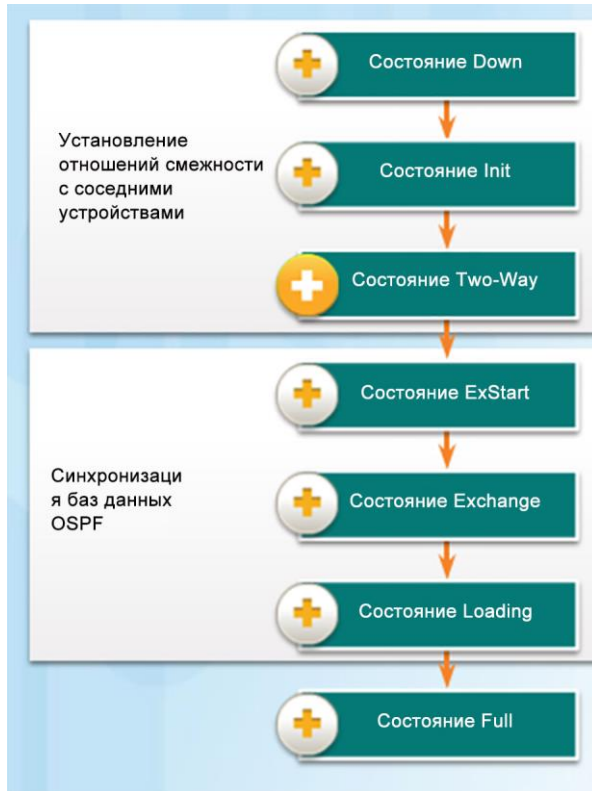 Состояние Down
Установление
отношений смежности
с соседними
устройствами
Состояние Init
Состояние Two-Way
Состояние ExStart
Синхронизаци
я баз данных
OSPF
Состояние Exchange
Состояние Loading
Состояние Full